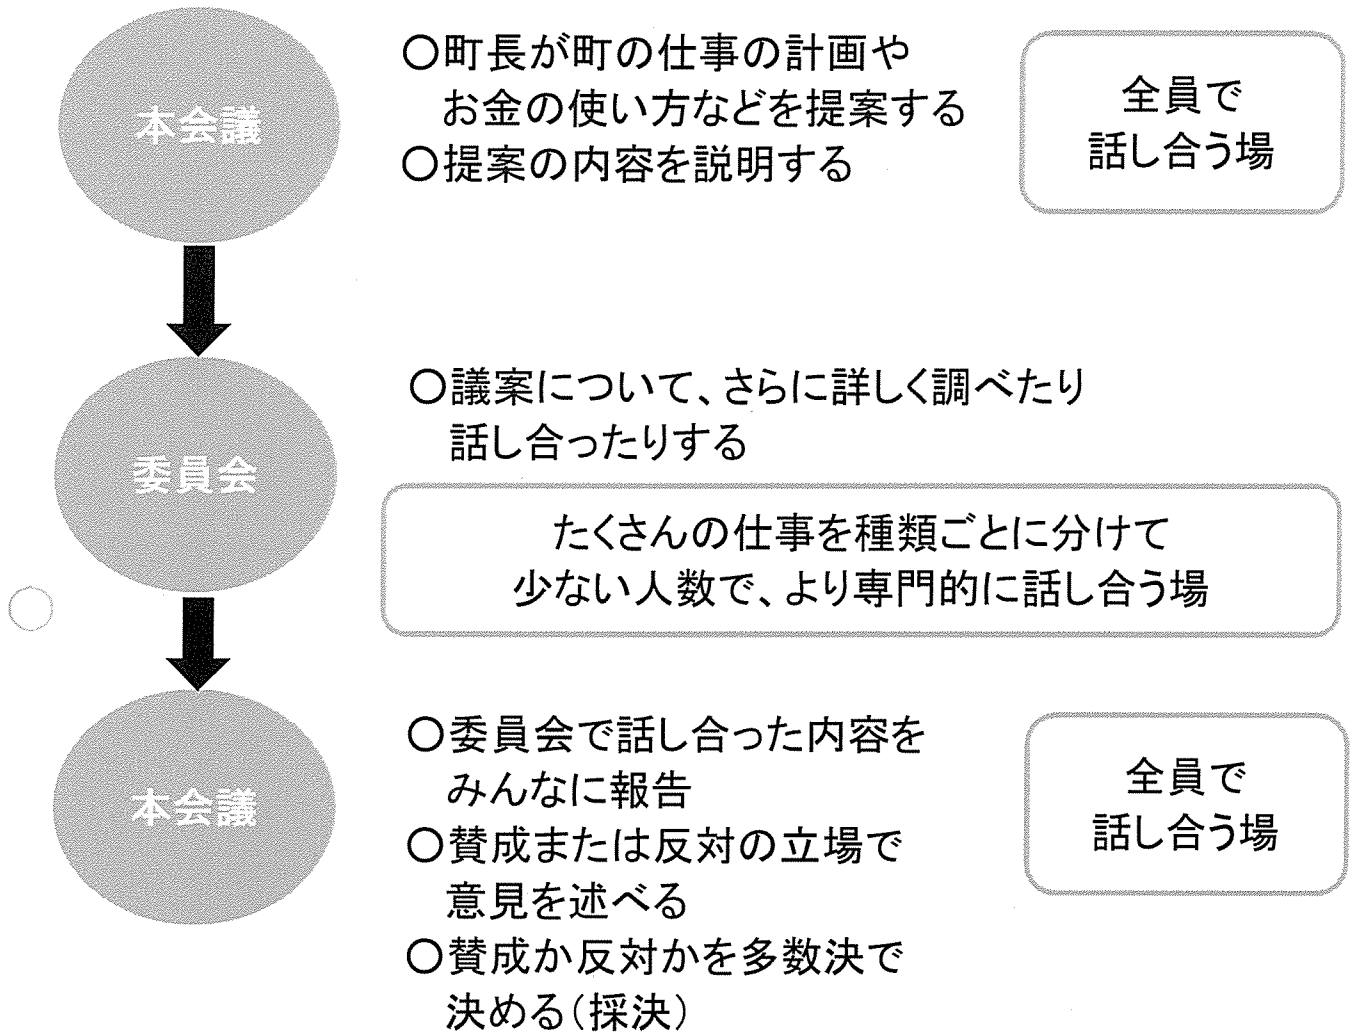 本会議
〇町長が町の仕事の計画や
お金の使い方などを提案する
〇提案の内容を説明する
全員で
話し合う場
委員会
〇議案について、さらに詳しく調べたり
話し合ったりする
たくさんの仕事を種類ごとに分けて
少ない人数で、より専門的に話し合う場
本会議
〇委員会で話し合った内容を
みんなに報告
〇賛成または反対の立場で
意見を述べる
〇賛成か反対かを多数決で
決める(採決)
全員で
話し合う場